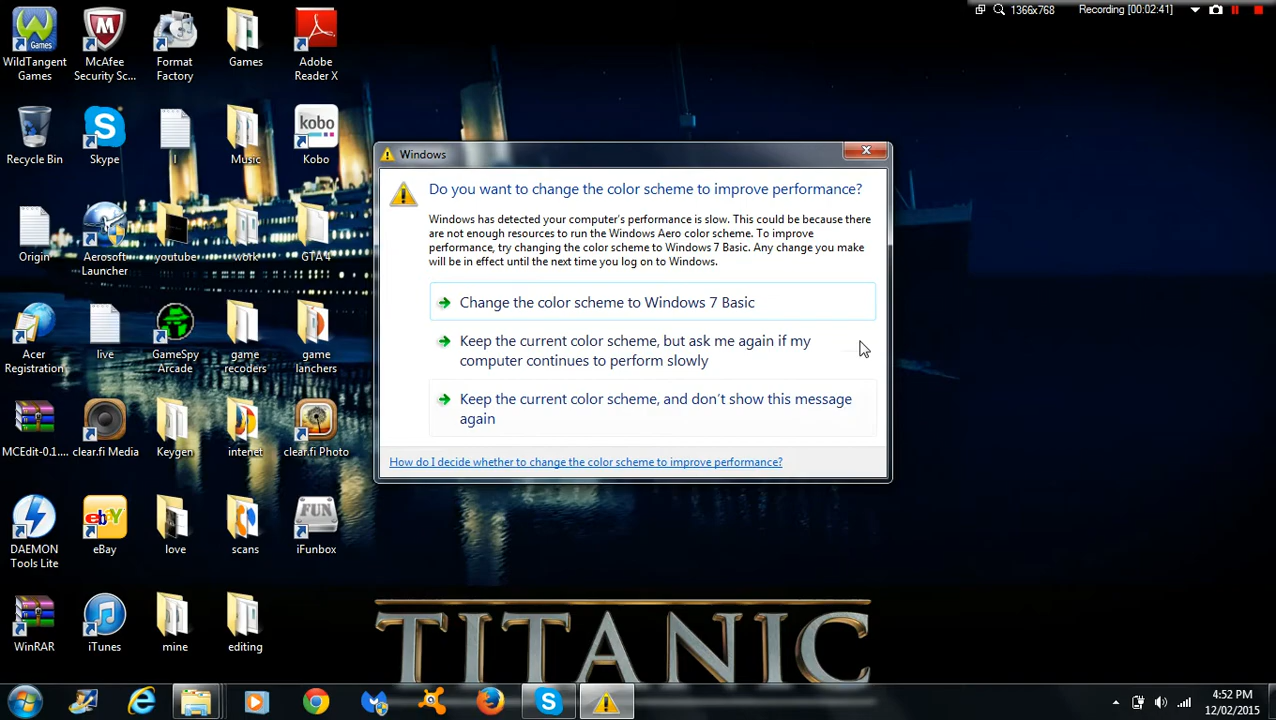 1366x768
Recording [00:02:41]
WildTangent Games
McAfee Security Sc...
Format Factory
Games
Adobe Reader X
Recycle Bin
Skype
l
Music
kobo
Kobo
Origin
Aerosoft Launcher
youtube
work
GTA 4
Acer Registration
live
GameSpy Arcade
game recoders
game lanchers
MCEdit-0.1....
clear.fi Media
Keygen
intenet
clear.fi Photo
DAEMON Tools Lite
ebY
eBay
love
scans
FUN
iFunbox
WinRAR
iTunes
mine
editing
Windows
Do you want to change the color scheme to improve performance?
Windows has detected your computer's performance is slow. This could be because there
are not enough resources to run the Windows Aero color scheme. To improve
performance, try changing the color scheme to Windows 7 Basic. Any change you make
will be in effect until the next time you log on to Windows.
Change the color scheme to Windows 7 Basic
Keep the current color scheme, but ask me again if my
computer continues to perform slowly
Keep the current color scheme, and don't show this message
again
How do I decide whether to change the color scheme to improve performance?
TITANIC
4:52 PM
12/02/2015